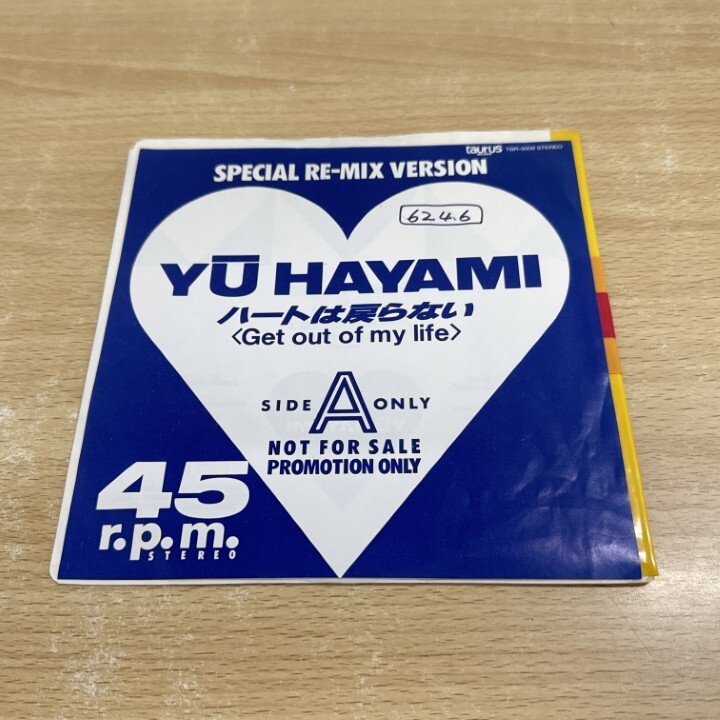 taurus TBR-0009 STEREO
SPECIAL RE-MIX VERSION
62.4.6
YŪ HAYAMI
ハートは戻らない
〈Get out of my life〉
SIDE A ONLY
NOT FOR SALE
PROMOTION ONLY
45
r.p.m.
STEREO